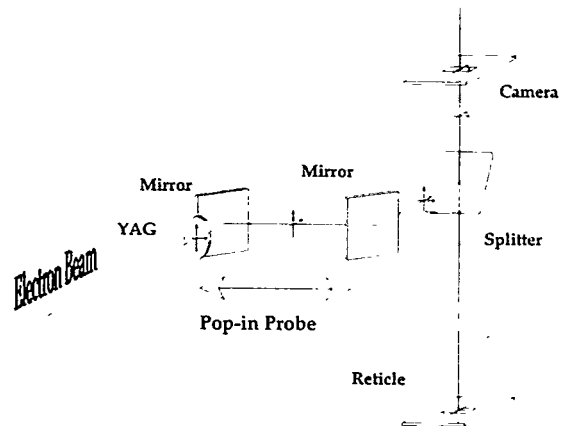 Camera
Mirror
Mirror
YAG
Splitter
Electron Beam
Pop-in Probe
Reticle